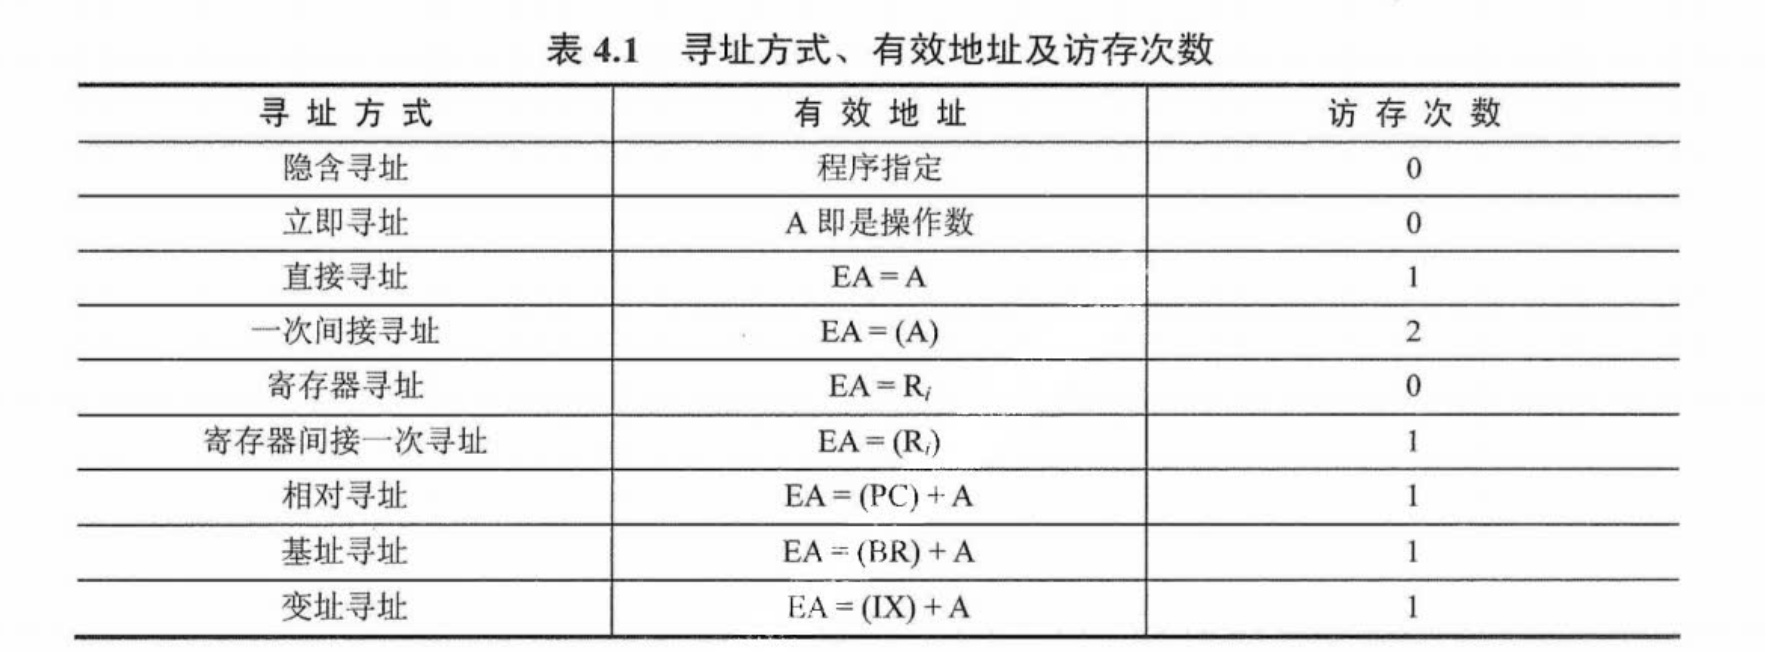 表 4.1 寻址方式、有效地址及访存次数
寻址方式 有效地址 访存次数
隐含寻址 程序指定 0
立即寻址 A 即是操作数 0
直接寻址 EA = A 1
一次间接寻址 EA = (A) 2
寄存器寻址 EA = Rᵢ 0
寄存器间接一次寻址 EA = (Rᵢ) 1
相对寻址 EA = (PC) + A 1
基址寻址 EA = (BR) + A 1
变址寻址 EA = (IX) + A 1